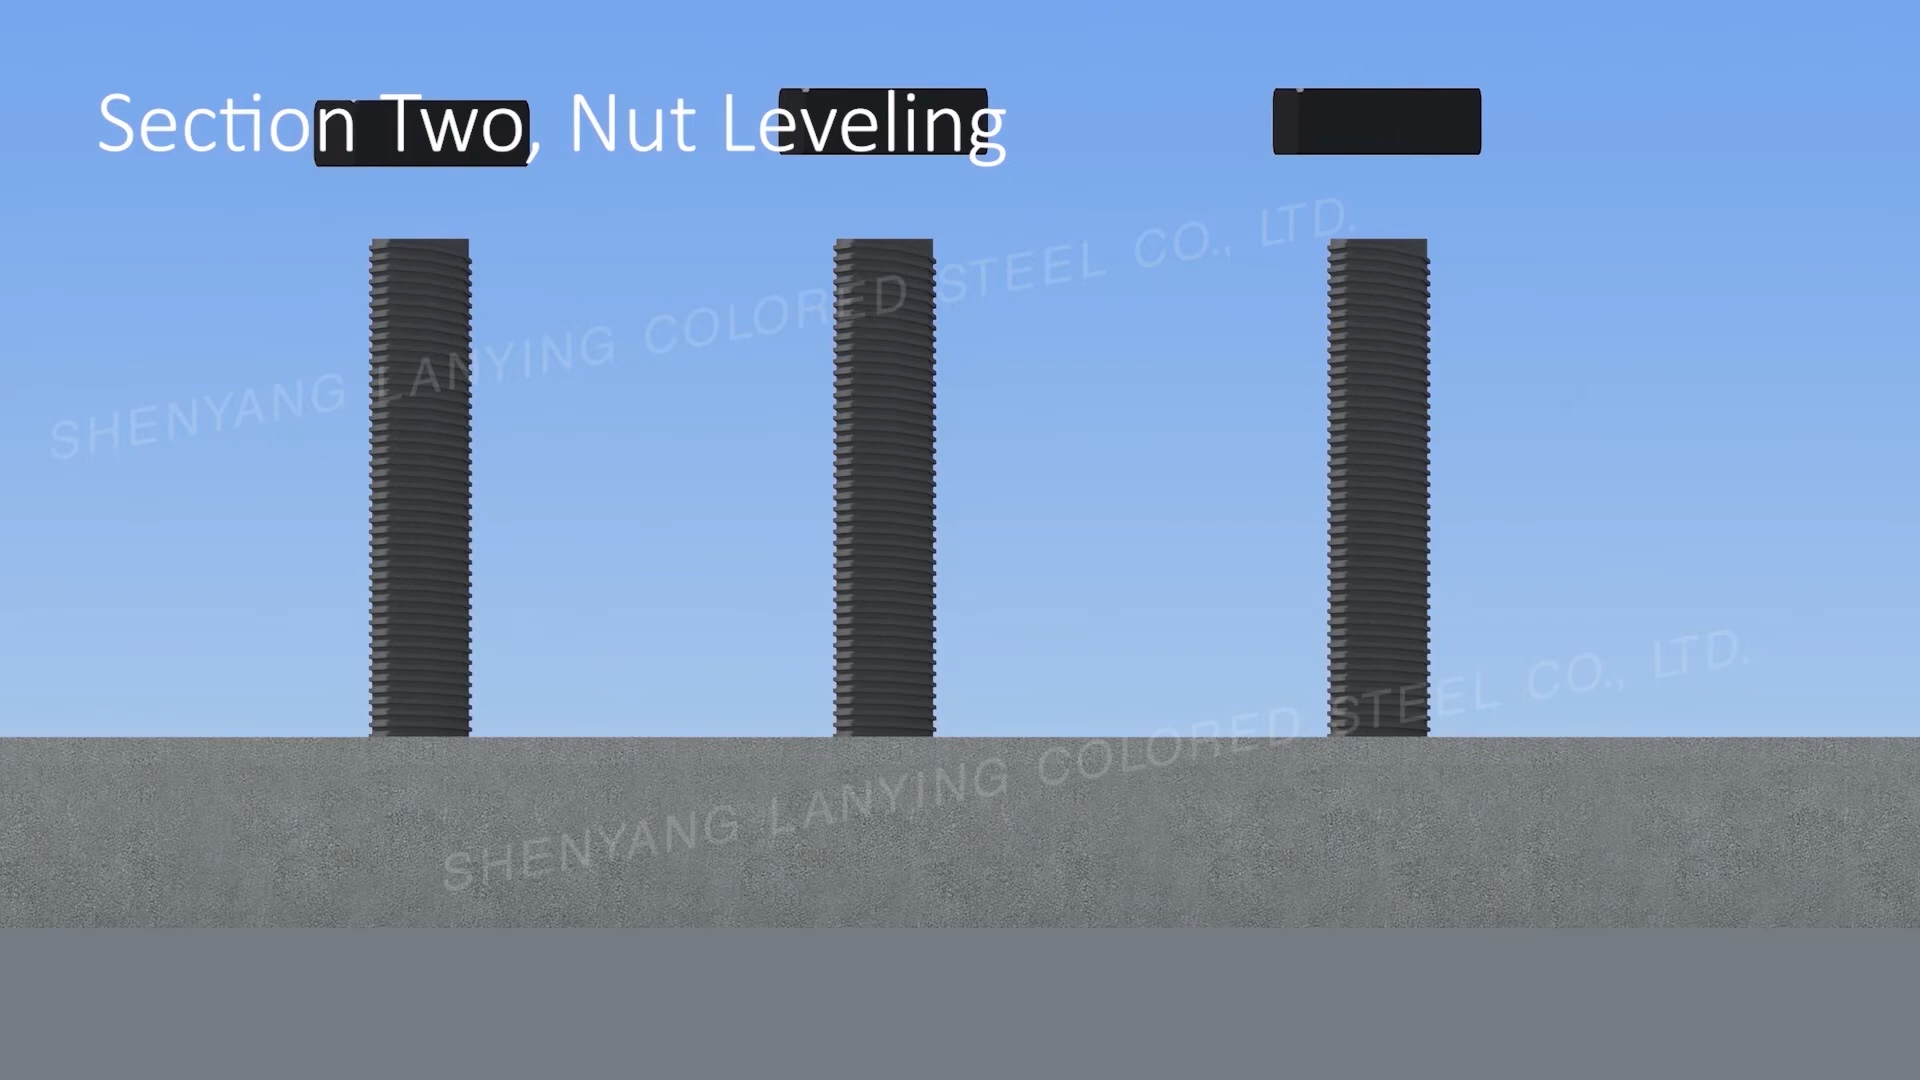 Section Two, Nut Leveling
SHENYANG LANYING COLORED STEEL CO., LTD.
SHENYANG LANYING COLORED STEEL CO., LTD.